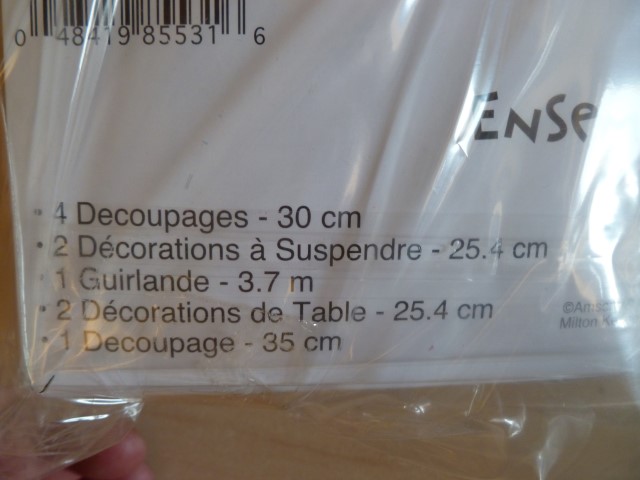 0 48419 85531 6
ENSE
· 4 Decoupages - 30 cm
· 2 Décorations à Suspendre - 25.4 cm
· 1 Guirlande - 3.7 m
· 2 Décorations de Table - 25.4 cm
· 1 Decoupage - 35 cm
©Ams
Milton K